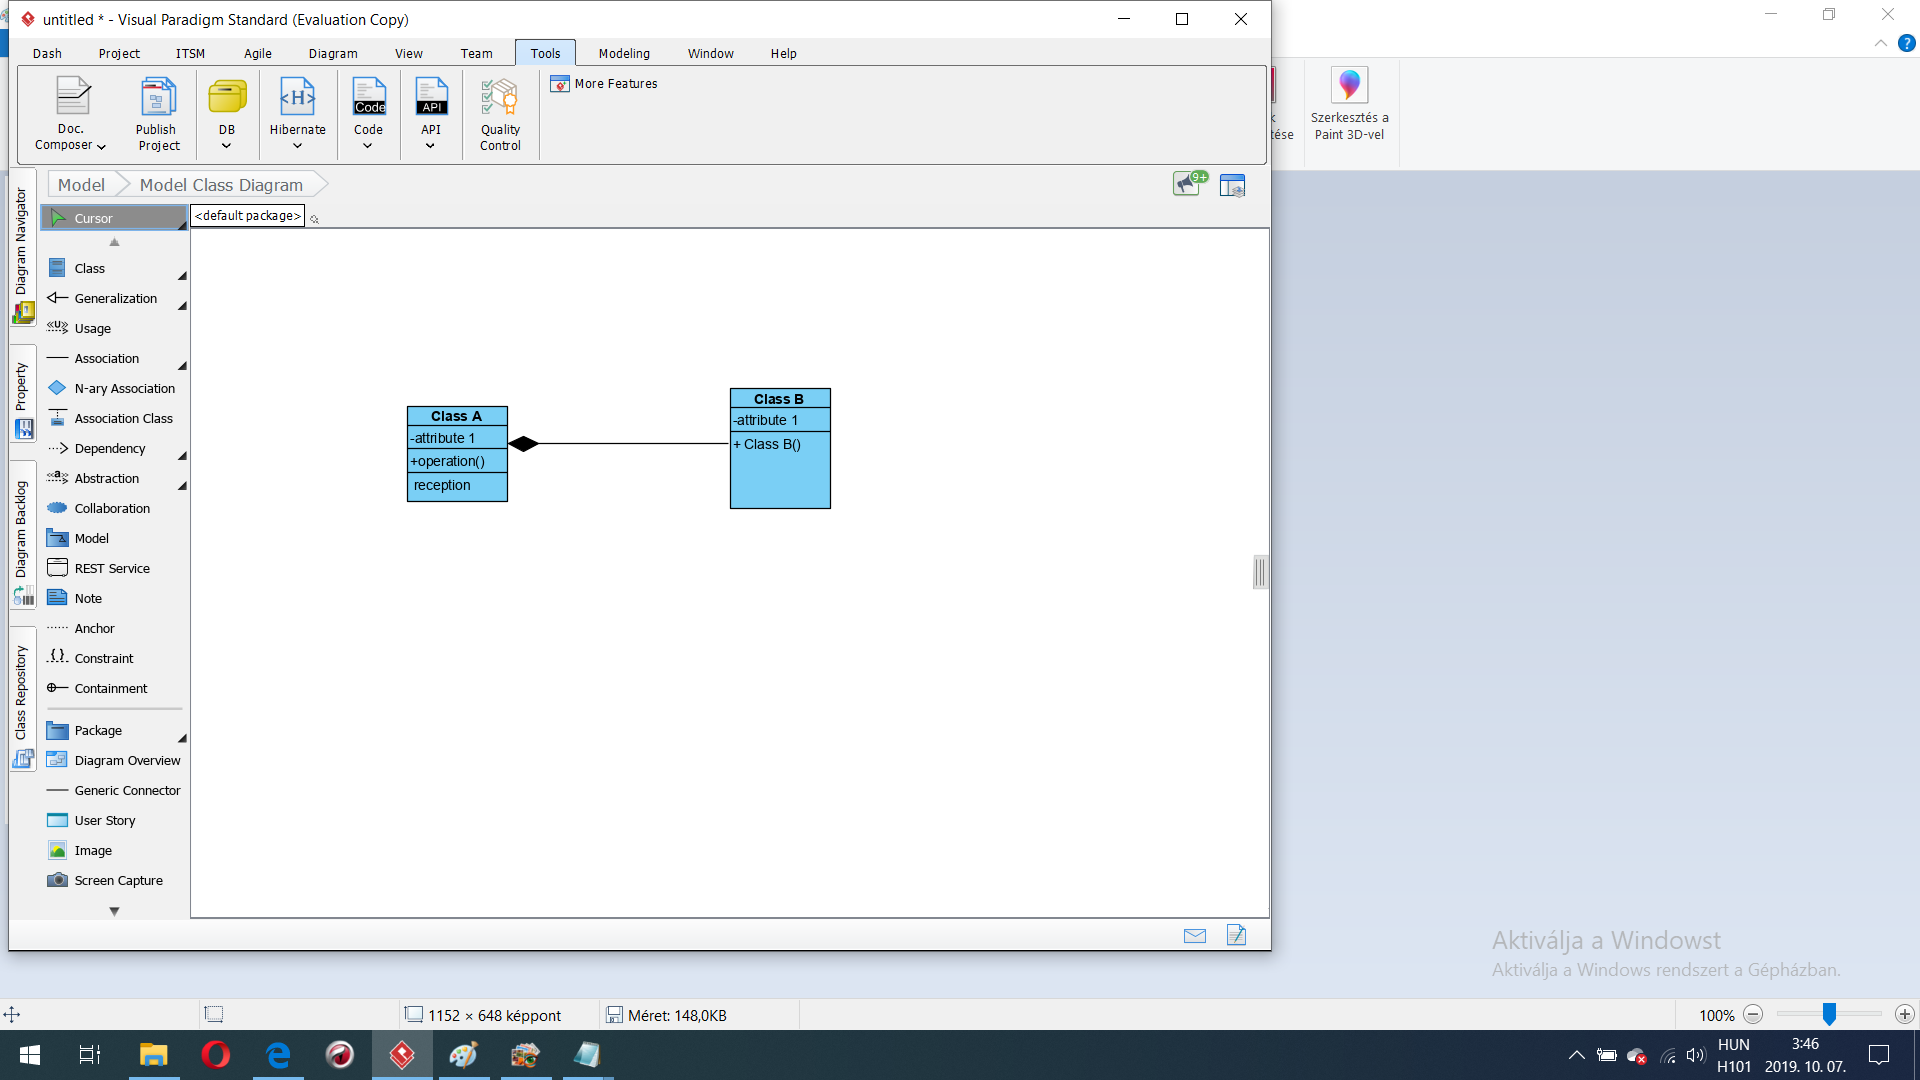 untitled * - Visual Paradigm Standard (Evaluation Copy)
Dash Project ITSM Agile Diagram View Team Tools Modeling Window Help
Doc. Composer
Publish Project
DB
Hibernate
Code
Code
API
API
Quality Control
More Features
Szerkesztés a
Paint 3D-vel
Model
Model Class Diagram
9+
Diagram Navigator
Property
Diagram Backlog
Class Repository
Cursor
<default package>
Class
Generalization
Usage
Association
N-ary Association
Association Class
Dependency
Abstraction
Collaboration
Model
REST Service
Note
Anchor
Constraint
Containment
Package
Diagram Overview
Generic Connector
User Story
Image
Screen Capture
Class A
-attribute 1
+operation()
reception
Class B
-attribute 1
+ Class B()
Aktiválja a Windowst
Aktiválja a Windows rendszert a Gépházban.
1152 × 648 képpont
Méret: 148,0KB
100%
HUN
H101
3:46
2019. 10. 07.